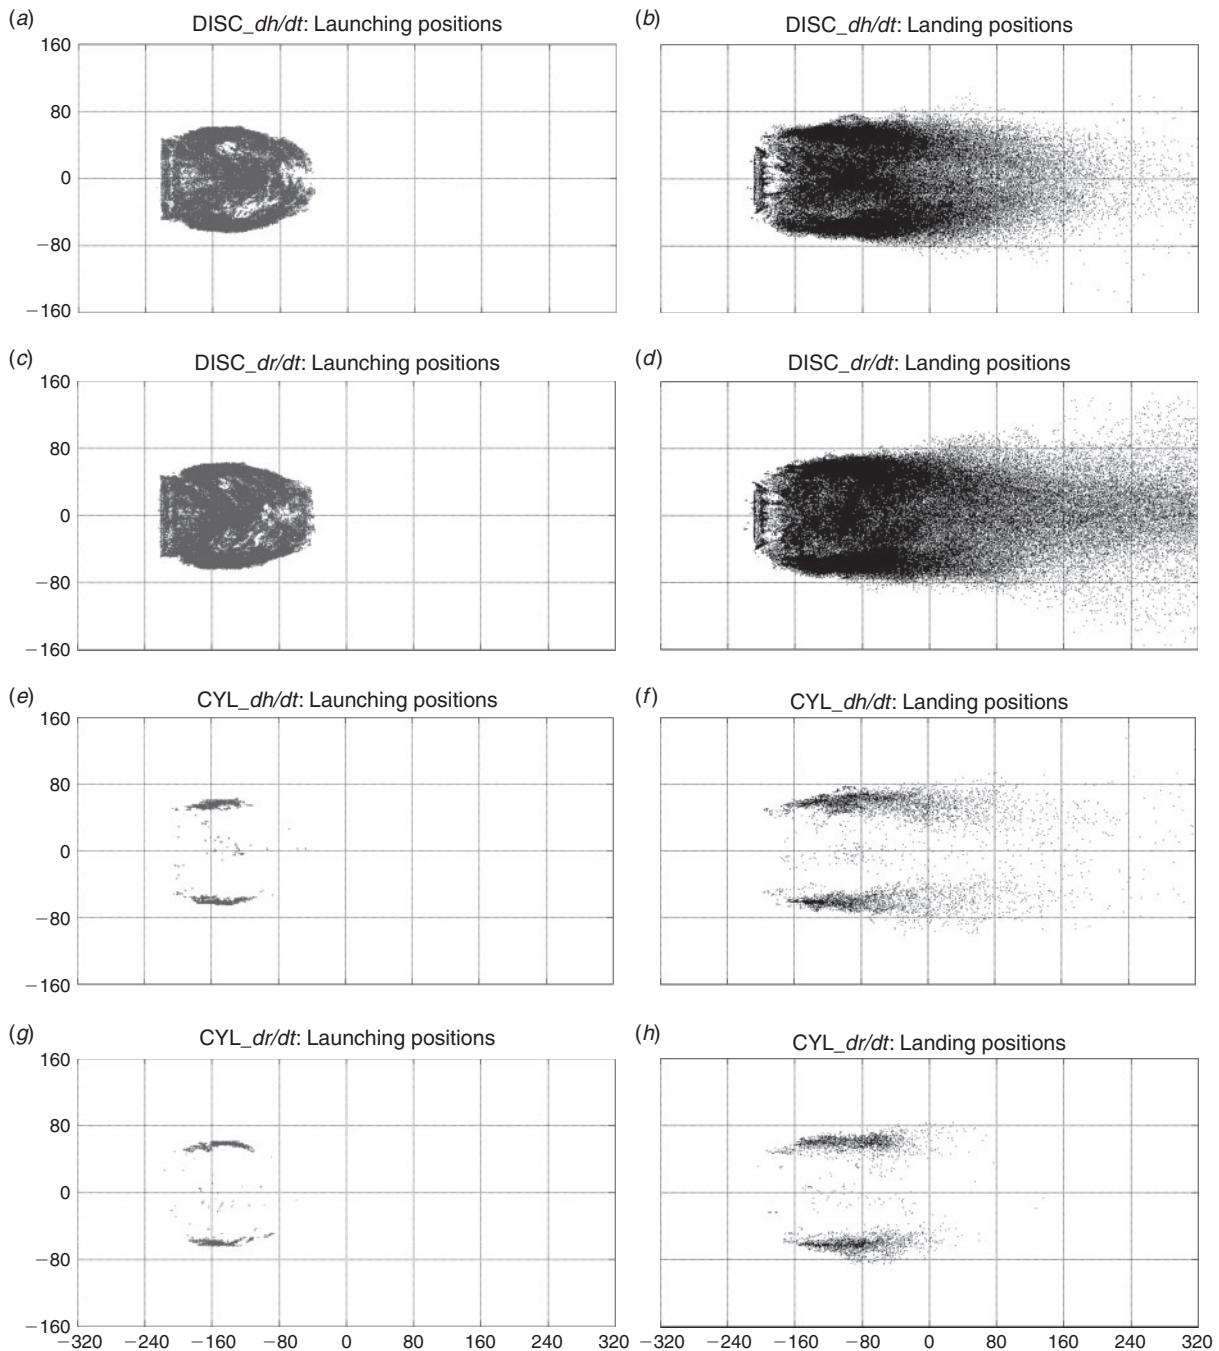 (a) DISC_dh/dt: Launching positions
160
80
0
−80
−160
(b) DISC_dh/dt: Landing positions
(c) DISC_dr/dt: Launching positions
160
80
0
−80
−160
(d) DISC_dr/dt: Landing positions
(e) CYL_dh/dt: Launching positions
160
80
0
−80
−160
(f) CYL_dh/dt: Landing positions
(g) CYL_dr/dt: Launching positions
160
80
0
−80
−160
−320 −240 −160 −80 0 80 160 240 320
(h) CYL_dr/dt: Landing positions
−320 −240 −160 −80 0 80 160 240 320